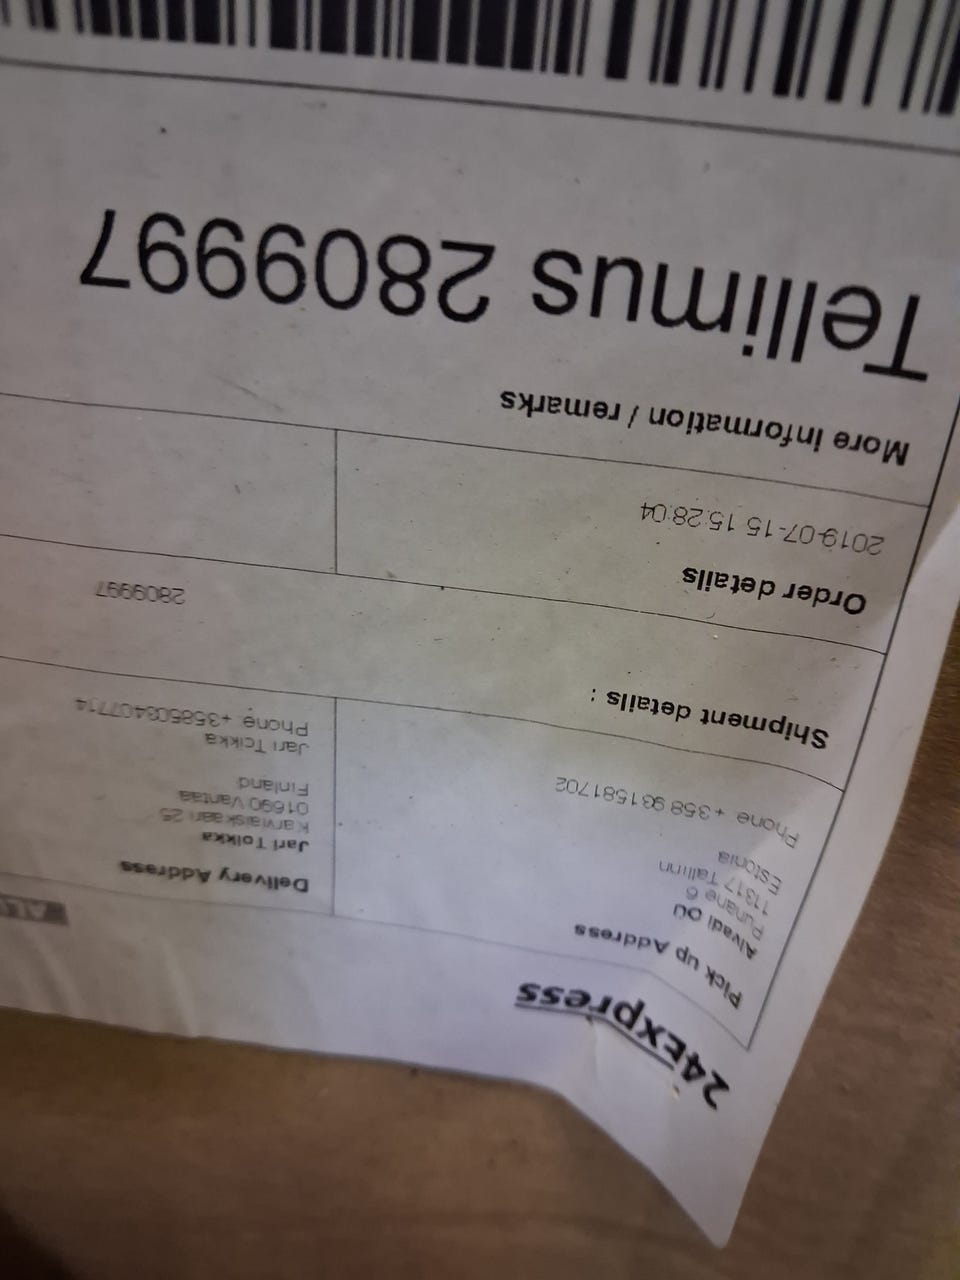 24Express
Pick up Address
Alvadi OÜ
Punane 6
11317 Tallinn
Estonia
Phone +358 931581702
Delivery Address
Jari Toikka
Karviaiskaari 25
01690 Vantaa
Finland
Jari Toikka
Phone +358503407714
Shipment details :
2809997
Order details
2019-07-15 15:28:04
More information / remarks
Tellimus 2809997